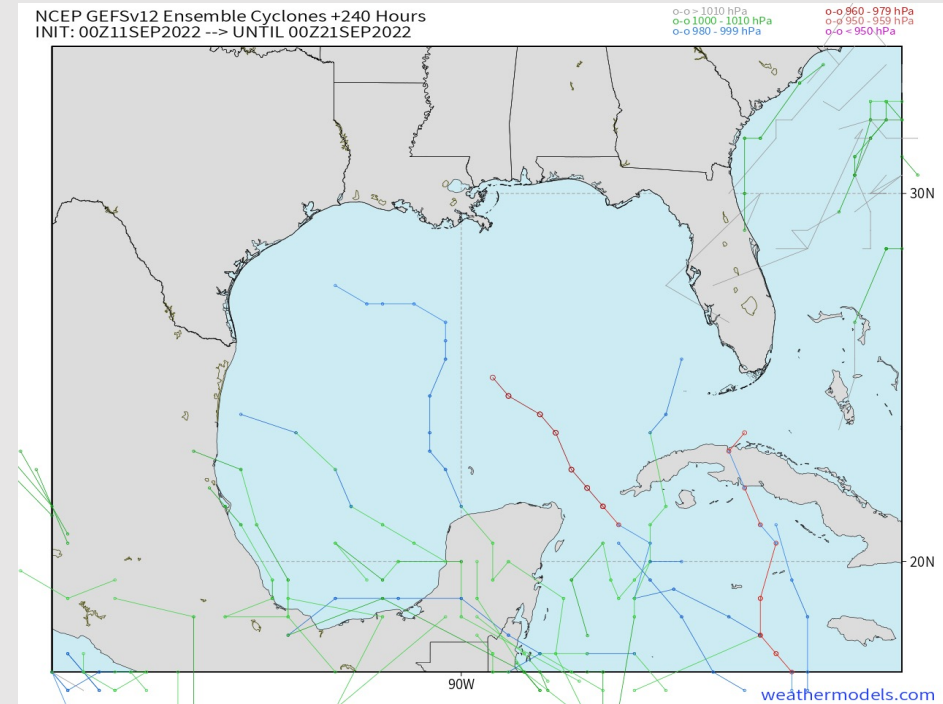 NCEP GEFSv12 Ensemble Cyclones +240 Hours
INIT: 00Z11SEP2022 --> UNTIL 00Z21SEP2022
o-o > 1010 hPa
o-o 1000 - 1010 hPa
o-o 980 - 999 hPa
o-o 960 - 979 hPa
o-o 950 - 959 hPa
o-o < 950 hPa
30N
20N
90W
weathermodels.com